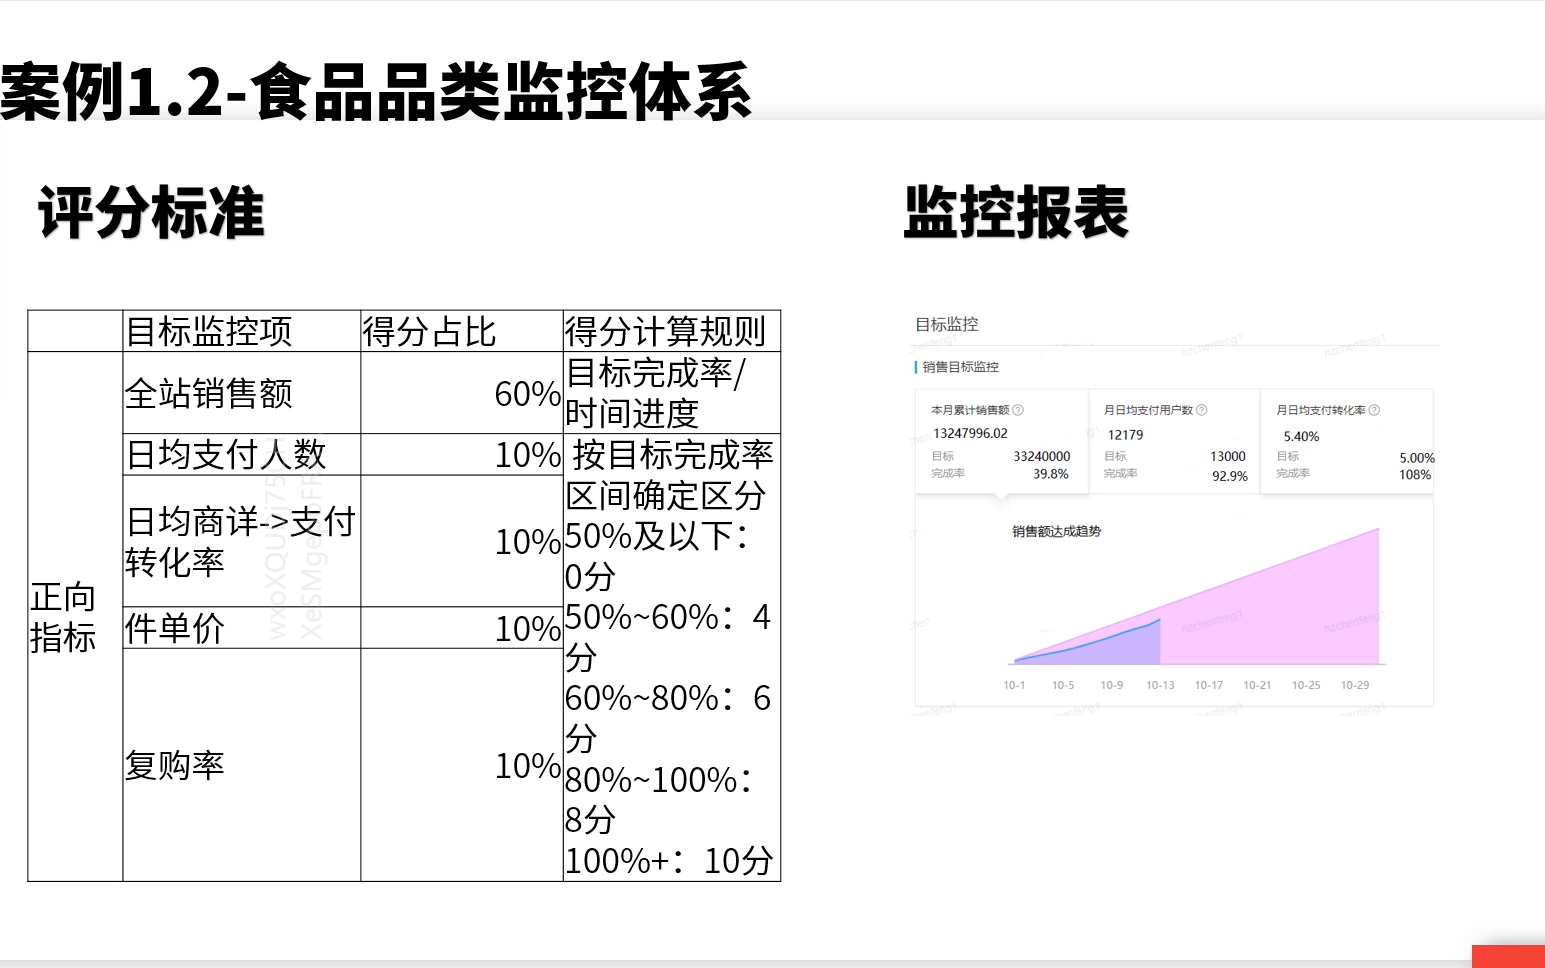 案例1.2-食品品类监控体系
评分标准
目标监控项
得分占比
得分计算规则
正向
指标
全站销售额
60%
目标完成率/
时间进度
日均支付人数
10%
日均商详->支付
转化率
10%
件单价
10%
复购率
10%
按目标完成率
区间确定区分
50%及以下：
0分
50%~60%：4
分
60%~80%：6
分
80%~100%：
8分
100%+：10分
监控报表
目标监控
销售目标监控
本月累计销售额
13247996.02
目标 33240000
完成率 39.8%
月日均支付用户数
12179
目标 13000
完成率 92.9%
月日均支付转化率
5.40%
目标 5.00%
完成率 108%
销售额达成趋势
10-1 10-5 10-9 10-13 10-17 10-21 10-25 10-29
hzchenfeng1